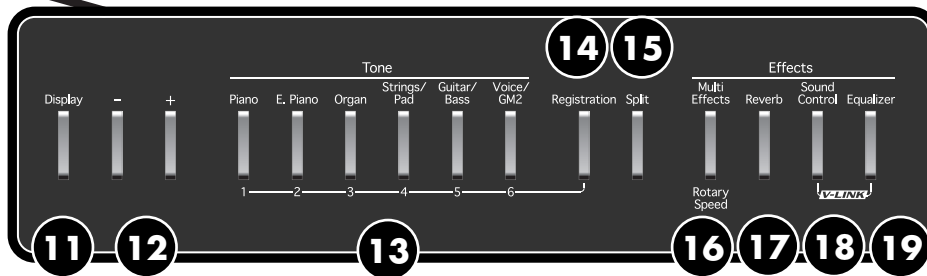 14 15
Tone Effects
Display - + Piano E. Piano Organ Strings/ Pad Guitar/ Bass Voice/ GM2 Registration Split Multi Effects Reverb Sound Control Equalizer
1 2 3 4 5 6 V-LINK
Rotary Speed
11 12 13 16 17 18 19